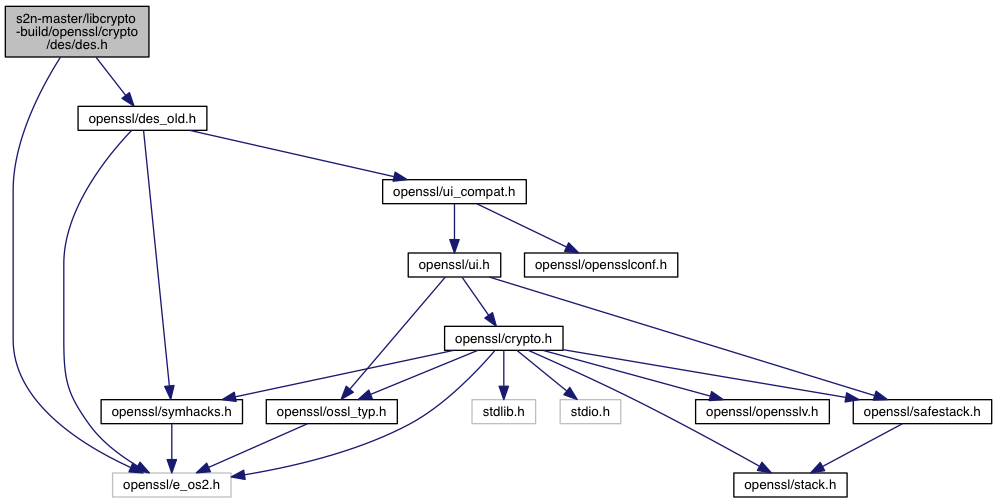 s2n-master/libcrypto
-build/openssl/crypto
/des/des.h
openssl/des_old.h
openssl/ui_compat.h
openssl/ui.h
openssl/opensslconf.h
openssl/crypto.h
openssl/symhacks.h
openssl/ossl_typ.h
stdlib.h
stdio.h
openssl/opensslv.h
openssl/safestack.h
openssl/e_os2.h
openssl/stack.h